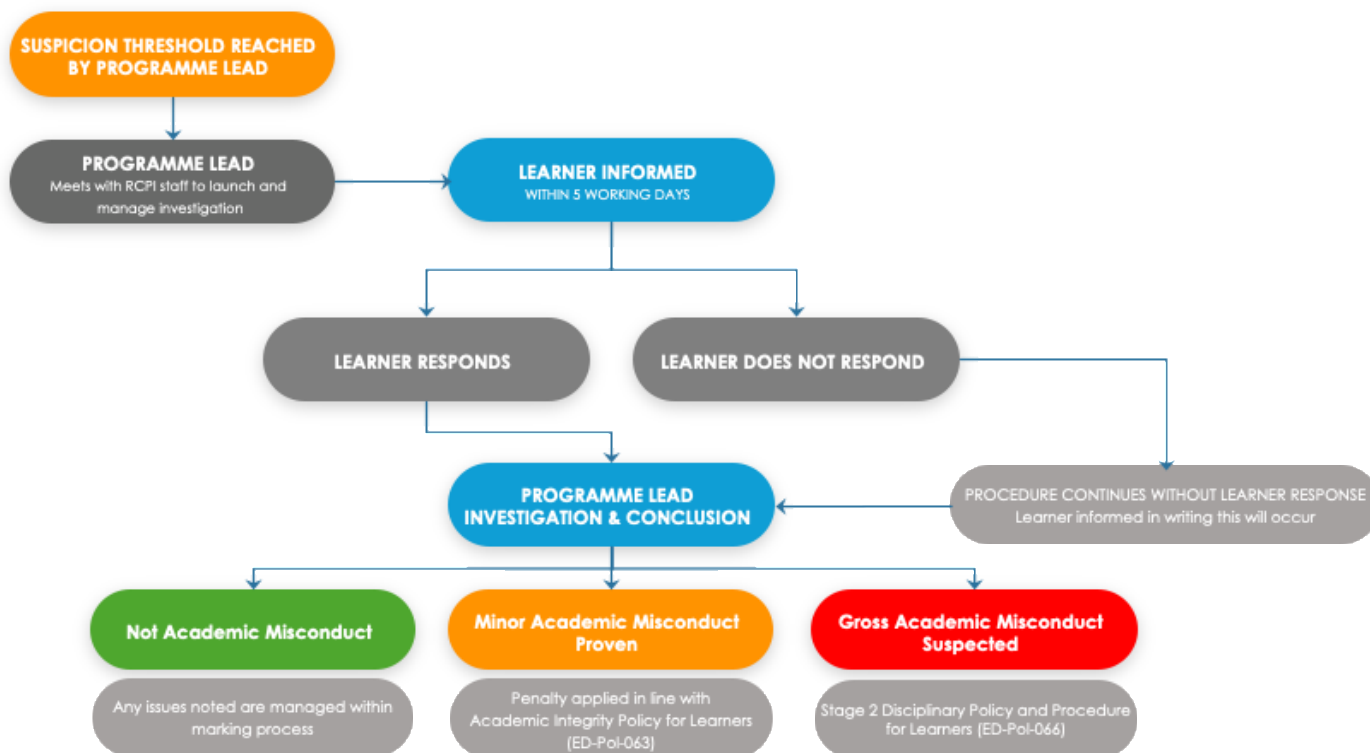 SUSPICION THRESHOLD REACHED
BY PROGRAMME LEAD
PROGRAMME LEAD
Meets with RCPI staff to launch and
manage investigation
LEARNER INFORMED
WITHIN 5 WORKING DAYS
LEARNER RESPONDS
LEARNER DOES NOT RESPOND
PROGRAMME LEAD
INVESTIGATION & CONCLUSION
PROCEDURE CONTINUES WITHOUT LEARNER RESPONSE
Learner informed in writing this will occur
Not Academic Misconduct
Any issues noted are managed within
marking process
Minor Academic Misconduct
Proven
Penalty applied in line with
Academic Integrity Policy for Learners
(ED-Pol-063)
Gross Academic Misconduct
Suspected
Stage 2 Disciplinary Policy and Procedure
for Learners (ED-Pol-066)